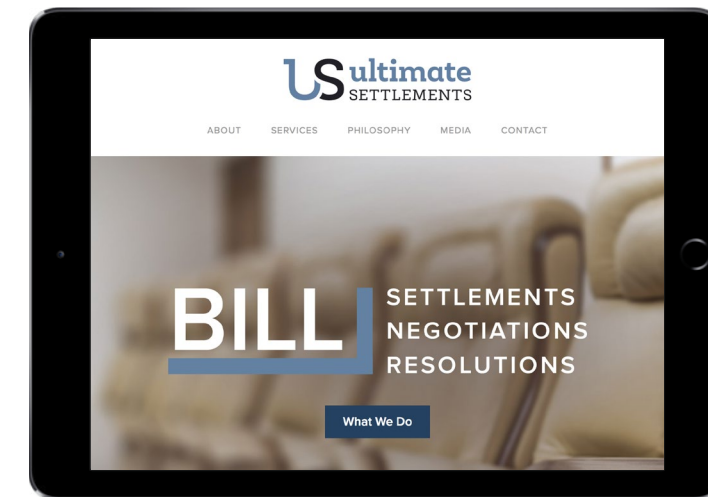 US ultimate
SETTLEMENTS
ABOUT SERVICES PHILOSOPHY MEDIA CONTACT
BILL
SETTLEMENTS
NEGOTIATIONS
RESOLUTIONS
What We Do